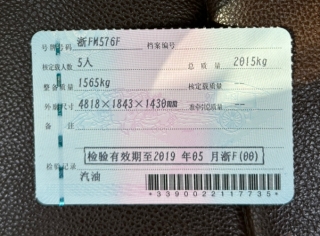 号牌号码 浙FM576F 档案编号
核定载人数 5人 总质量 2015kg
整备质量 1565kg 核定载质量 --
外廓尺寸 4818×1843×1430mm 准牵引总质量 --
备注
检验有效期至2019 年05 月浙F(00)
检验记录
汽油
*3390022117735*